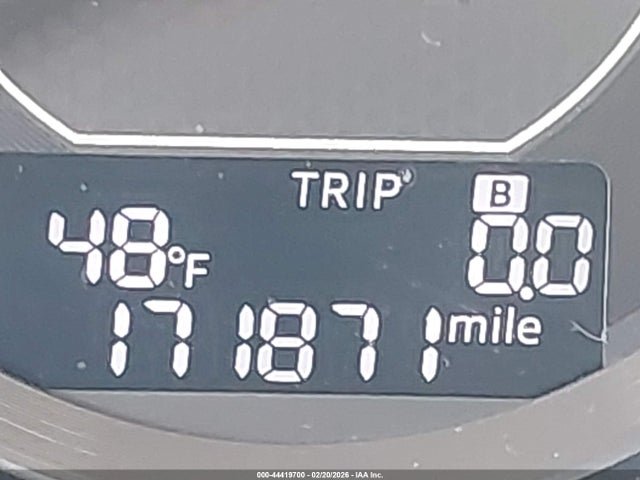 TRIP B
48°F 0.0
171871 mile
000-44419700 - 02/20/2026 - IAA Inc.